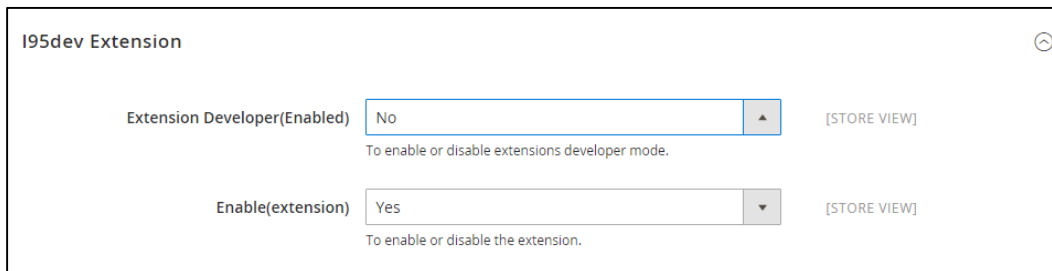 I95dev Extension
Extension Developer(Enabled) No [STORE VIEW]
To enable or disable extensions developer mode.
Enable(extension) Yes [STORE VIEW]
To enable or disable the extension.